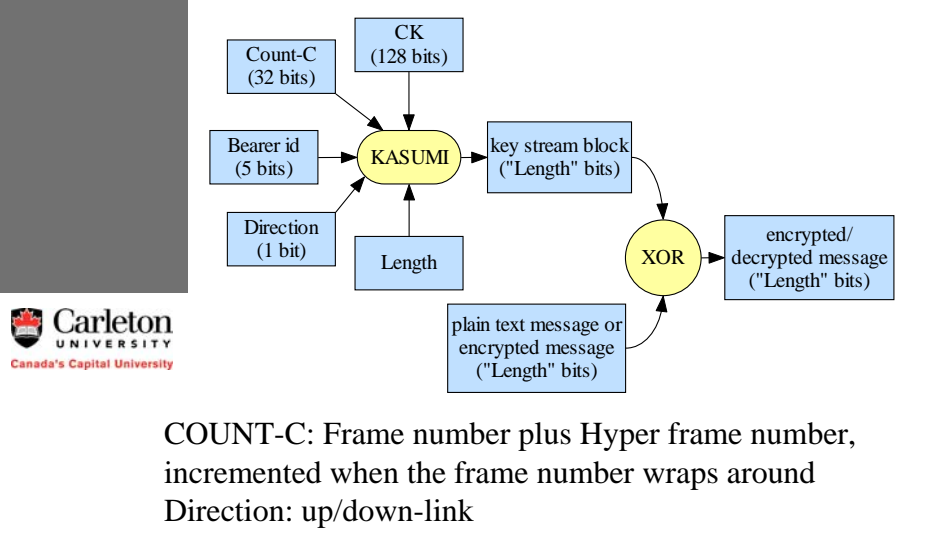 CK
(128 bits)
Count-C
(32 bits)
Bearer id
(5 bits)
KASUMI
key stream block
("Length" bits)
Direction
(1 bit)
Length
XOR
encrypted/
decrypted message
("Length" bits)
plain text message or
encrypted message
("Length" bits)
Carleton
UNIVERSITY
Canada's Capital University
COUNT-C: Frame number plus Hyper frame number,
incremented when the frame number wraps around
Direction: up/down-link